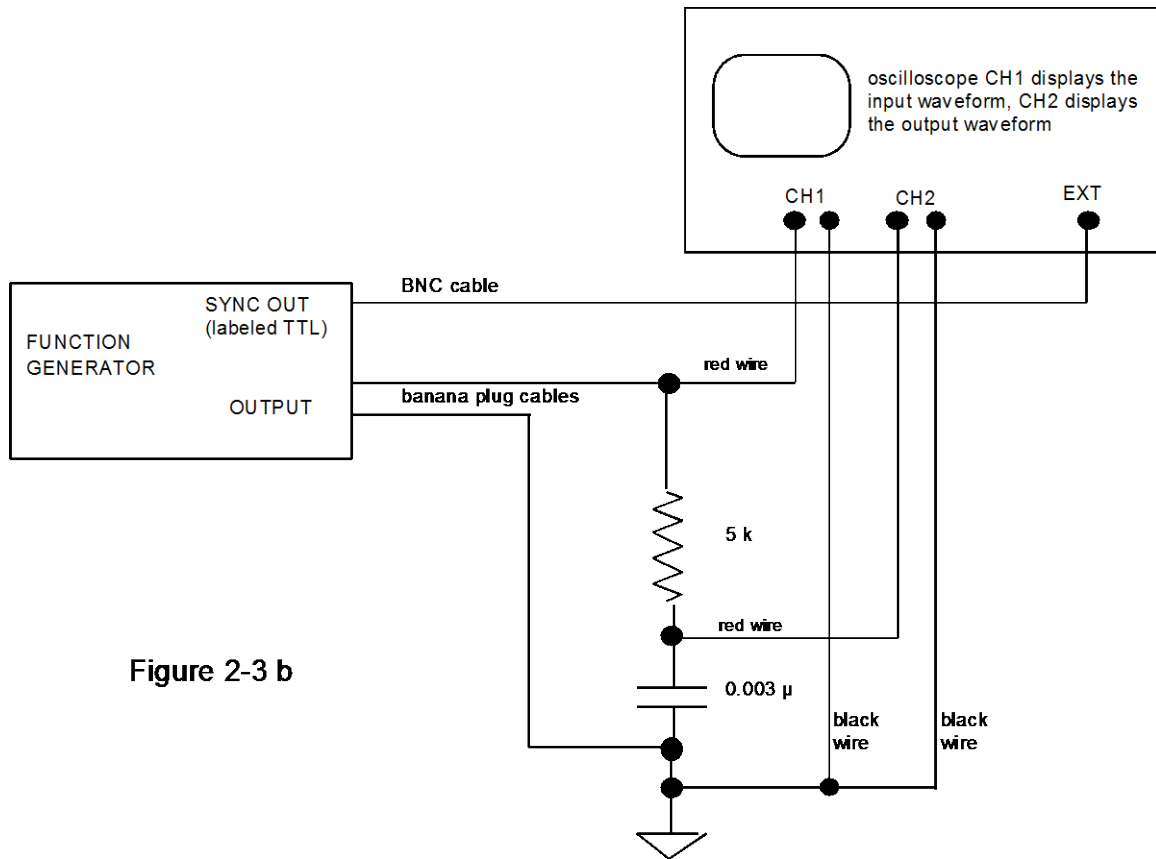 oscilloscope CH1 displays the
input waveform, CH2 displays
the output waveform
CH1
CH2
EXT
BNC cable
SYNC OUT
(labeled TTL)
FUNCTION
GENERATOR
OUTPUT
red wire
banana plug cables
5 k
red wire
Figure 2-3 b
0.003 µ
black
wire
black
wire